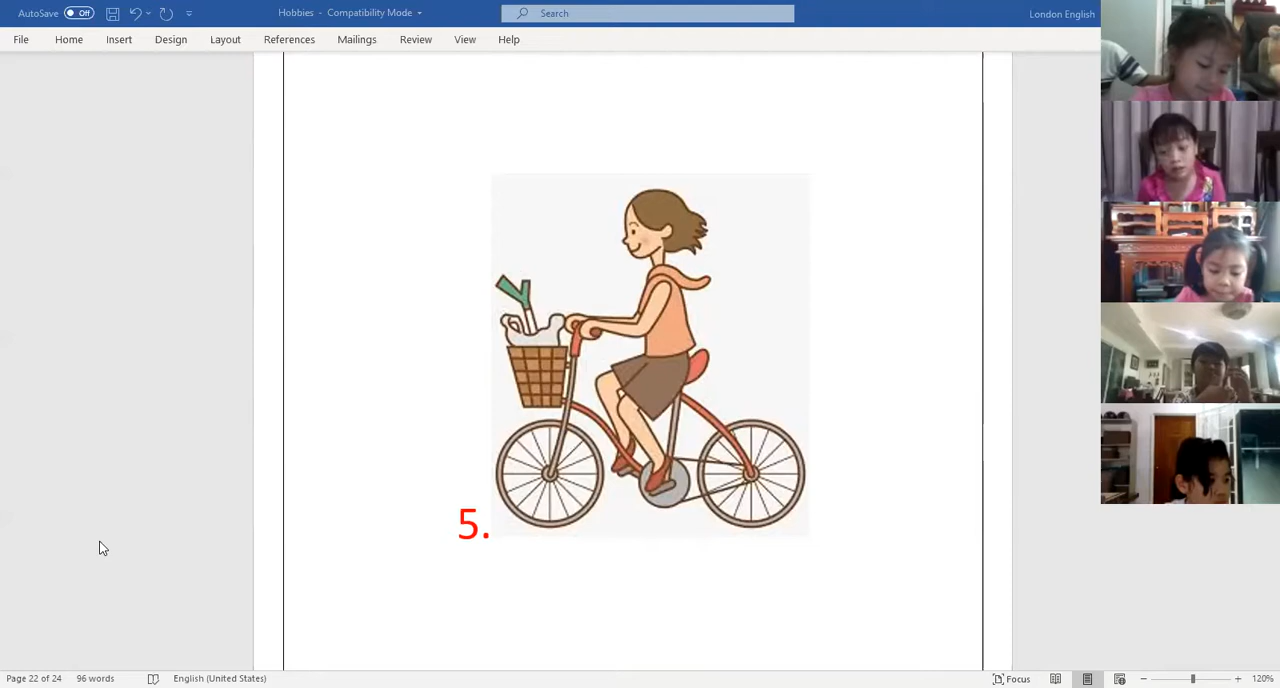 AutoSave Off Hobbies - Compatibility Mode Search London English
File Home Insert Design Layout References Mailings Review View Help
5.
Page 22 of 24 96 words English (United States) Focus 120%